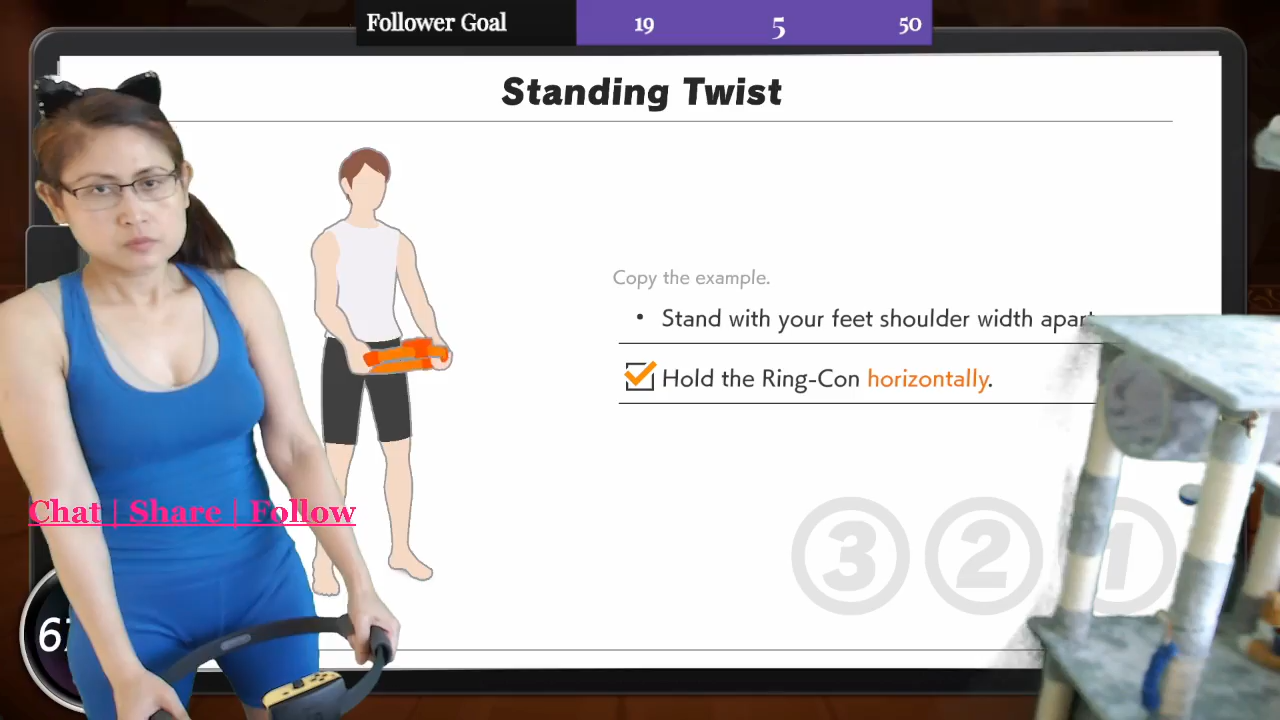 Follower Goal 19 5 50
Standing Twist
Copy the example.
• Stand with your feet shoulder width apart
Hold the Ring-Con horizontally.
Chat | Share | Follow
3 2 1